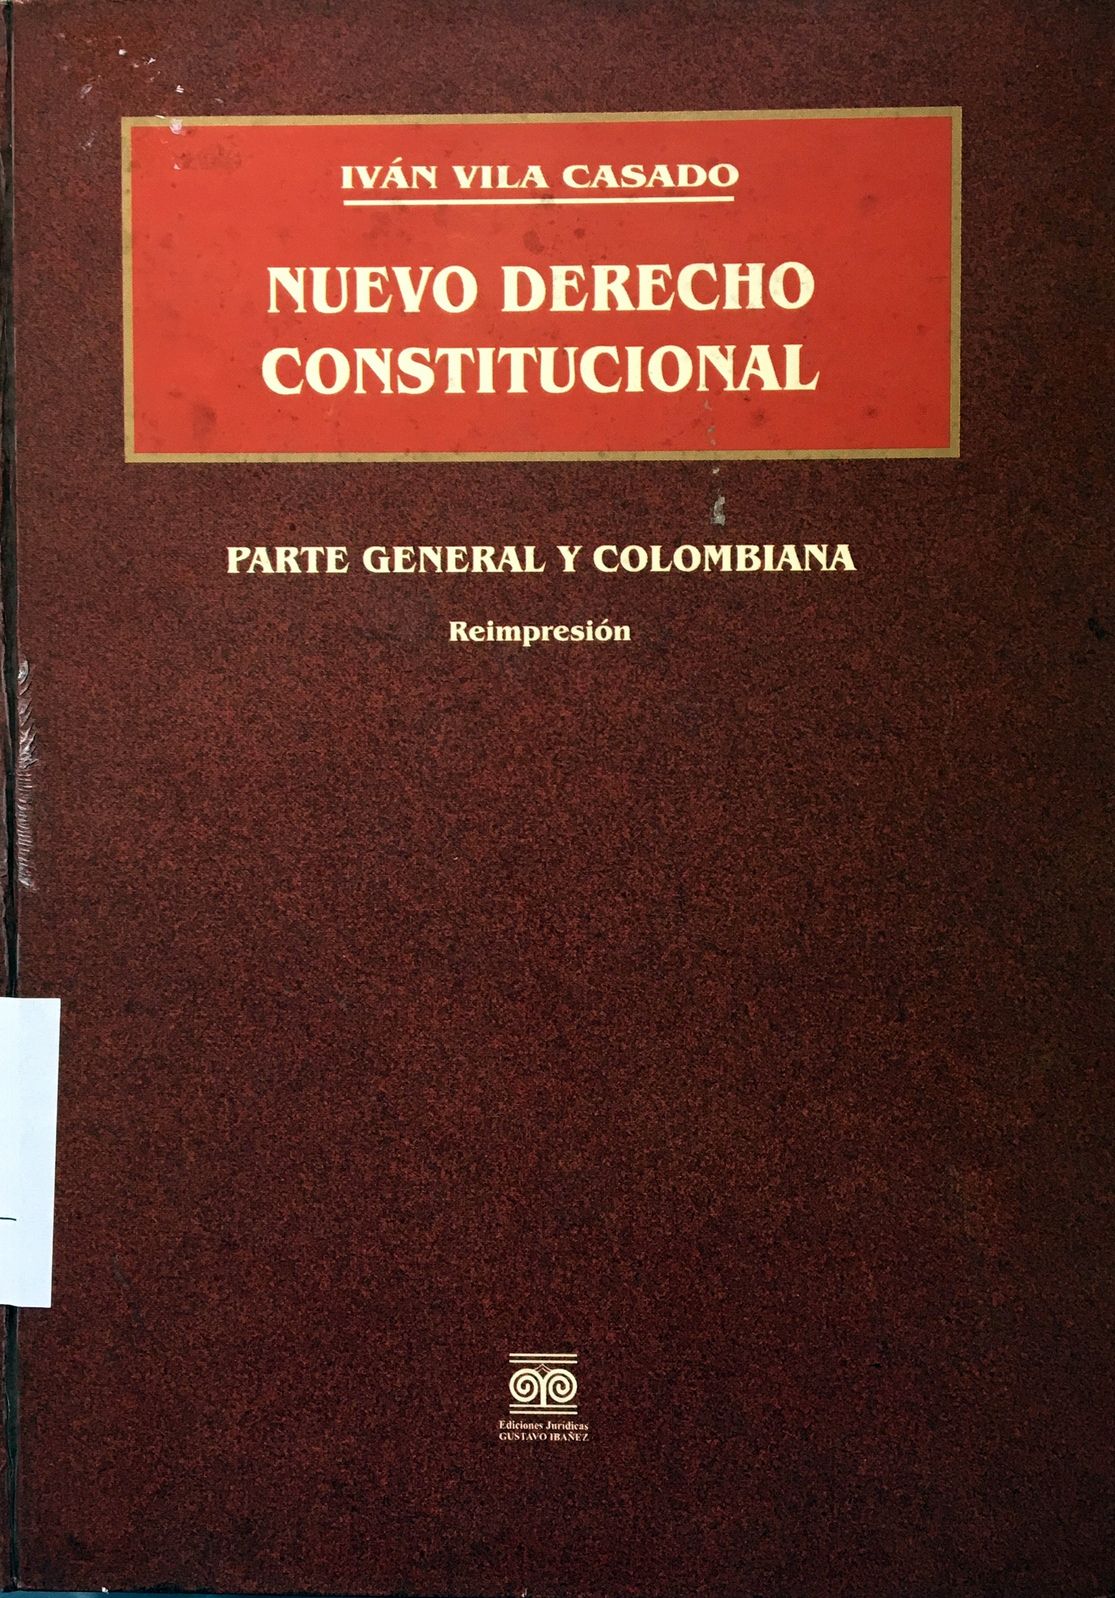 IVÁN VILA CASADO
NUEVO DERECHO
CONSTITUCIONAL
PARTE GENERAL Y COLOMBIANA
Reimpresión
Ediciones Jurídicas
GUSTAVO IBAÑEZ